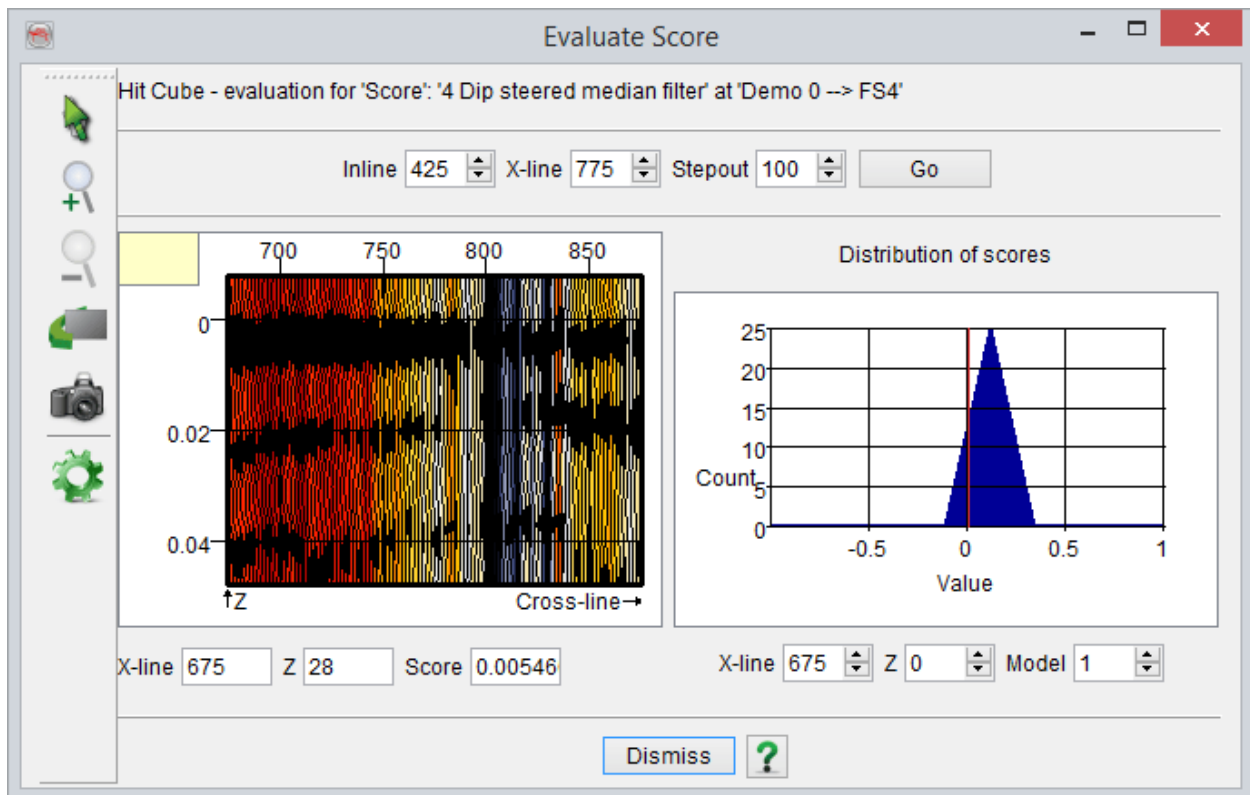 Evaluate Score
Hit Cube - evaluation for 'Score': '4 Dip steered median filter' at 'Demo 0 --> FS4'
Inline 425 X-line 775 Stepout 100 Go
700 750 800 850
0
0.02
0.04
Z Cross-line
Distribution of scores
25
20
15
10
Count
5
0
-0.5 0 0.5 1
Value
X-line 675 Z 28 Score 0.00546
X-line 675 Z 0 Model 1
Dismiss ?